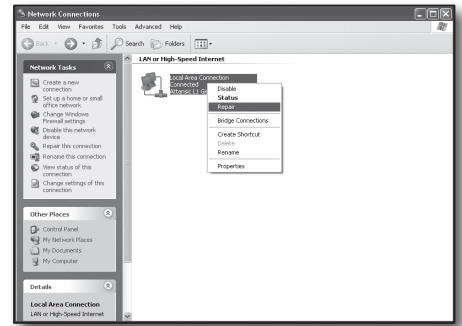 Network Connections
File Edit View Favorites Tools Advanced Help
Back Search Folders
LAN or High-Speed Internet
Network Tasks
Create a new
connection
Set up a home or small
office network
Change Windows
Firewall settings
Disable this network
device
Repair this connection
Rename this connection
View status of this
connection
Change settings of this
connection
Other Places
Control Panel
My Network Places
My Documents
My Computer
Details
Local Area Connection
LAN or High-Speed Internet
Local Area Connection
Connected
Attansic L1 Gi
Disable
Status
Repair
Bridge Connections
Create Shortcut
Delete
Rename
Properties